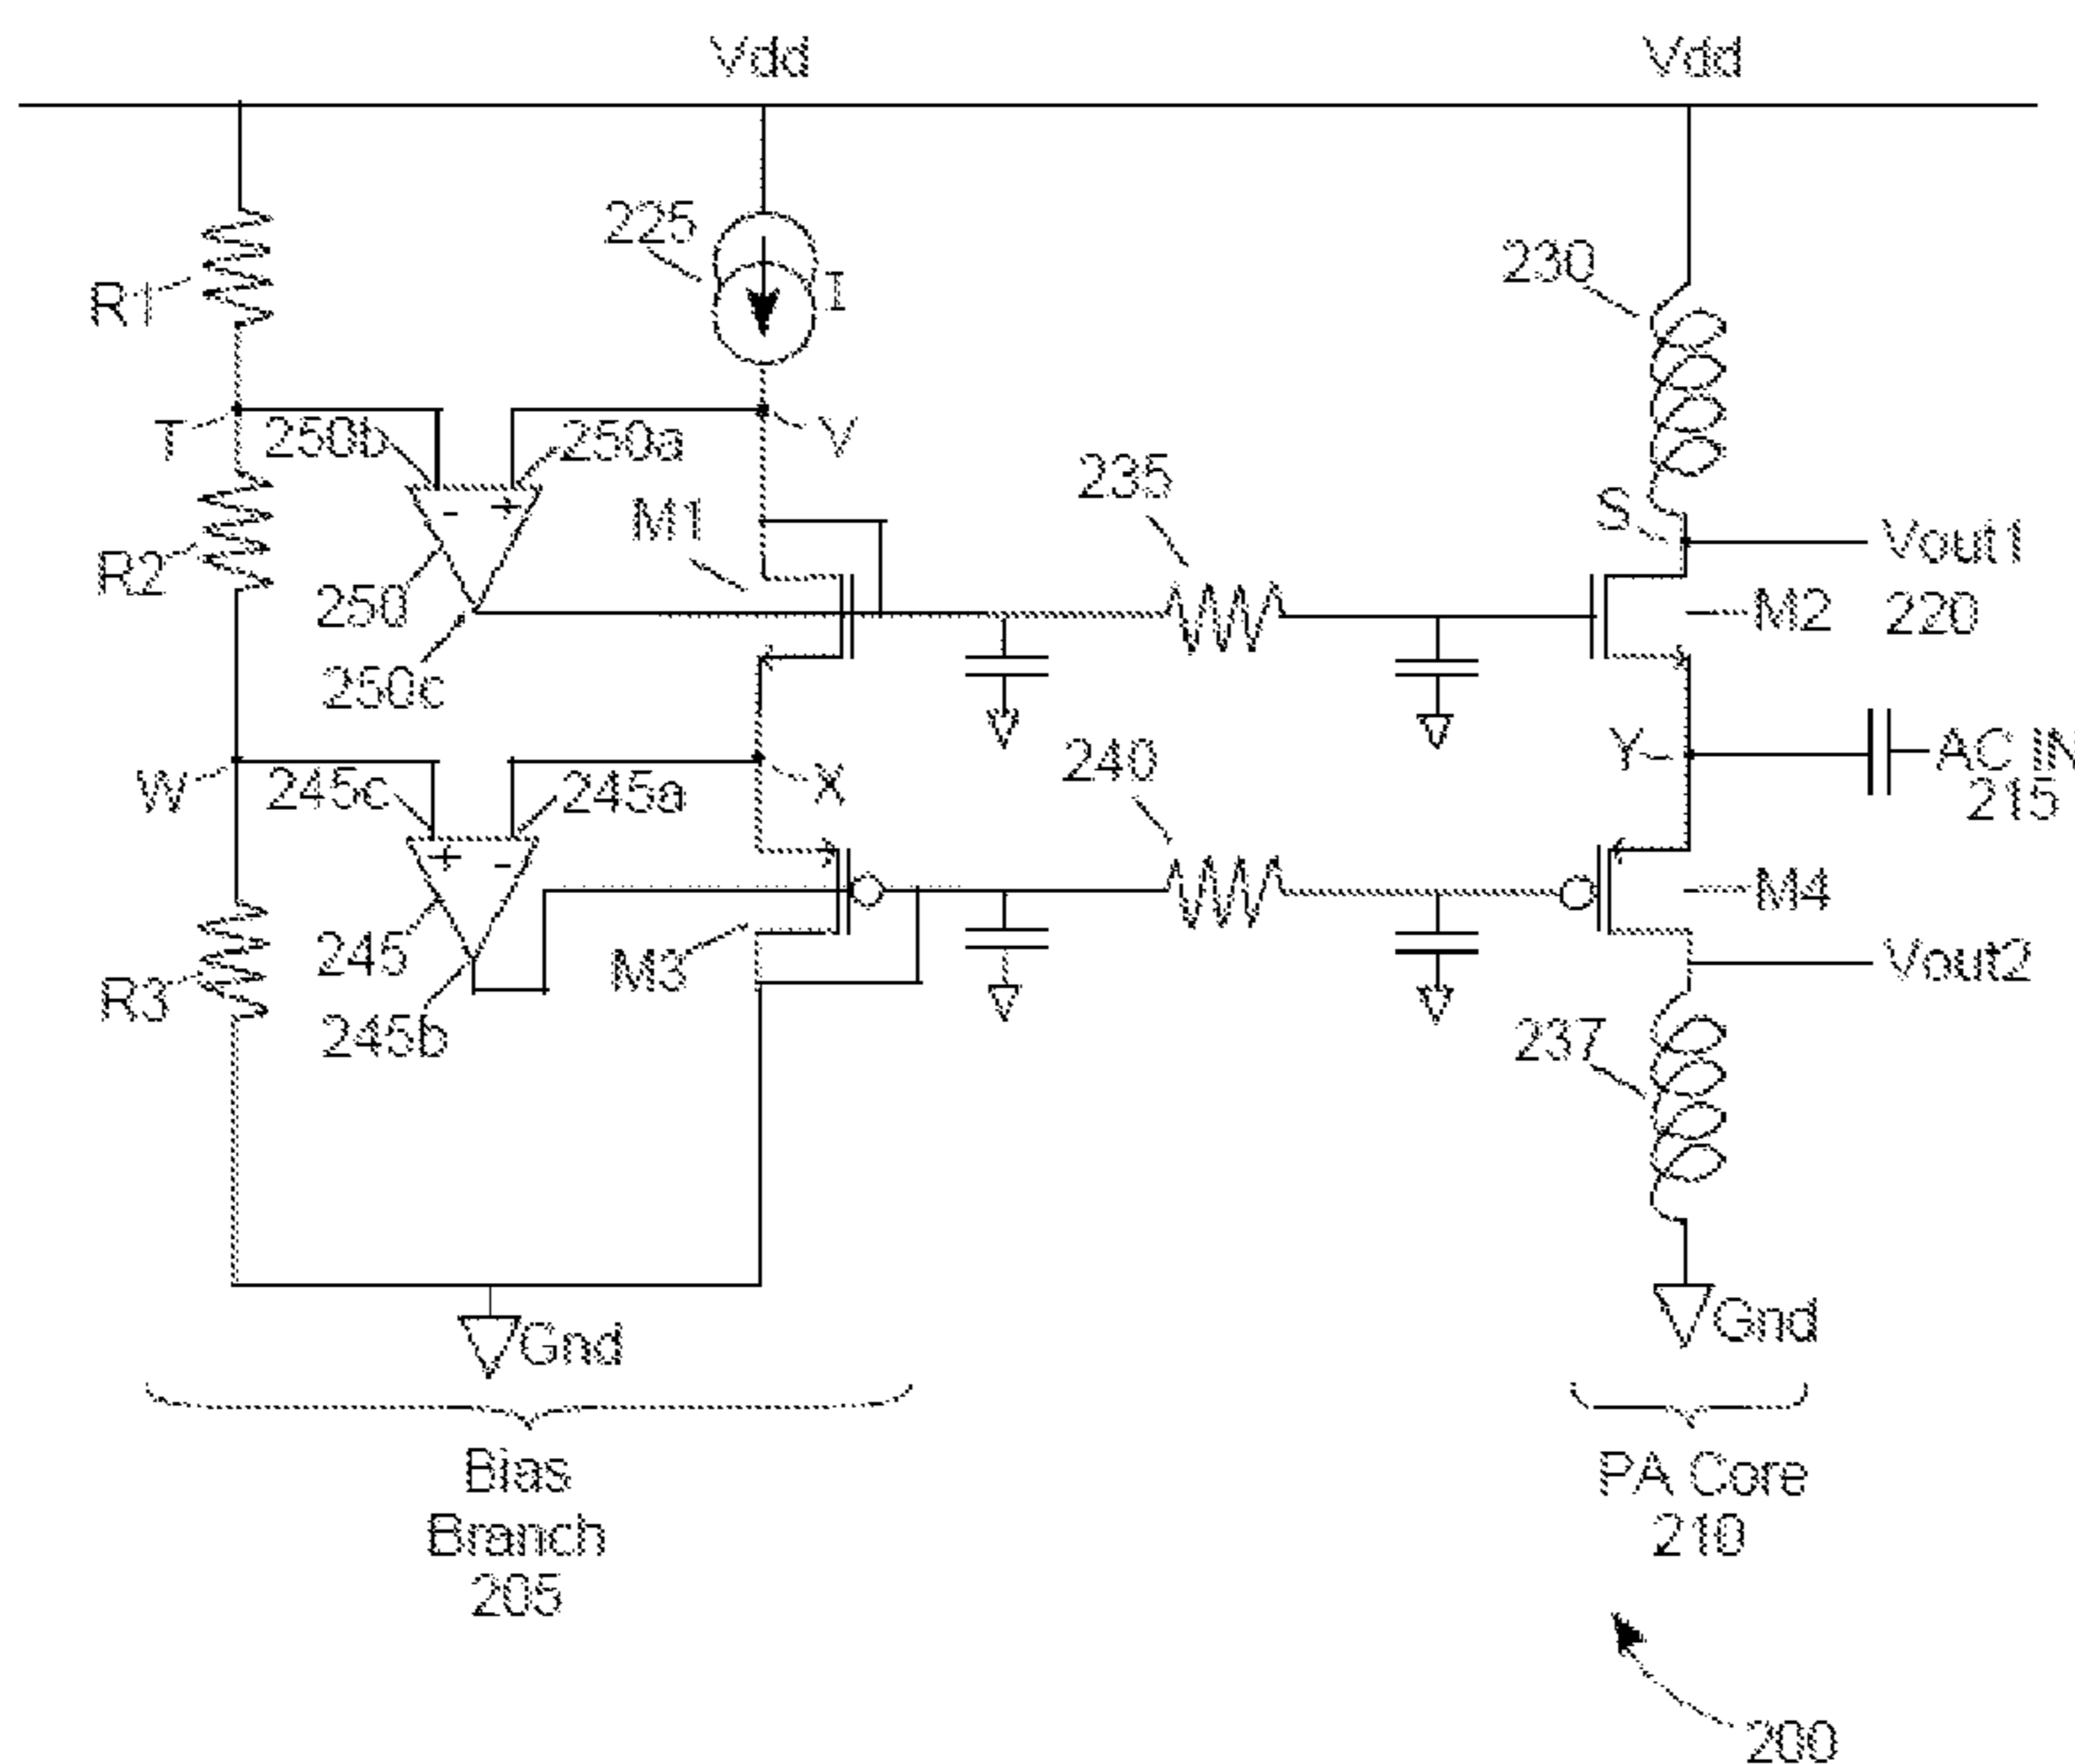 Vdd
Vdd
225
I
230
R1
T
250b
250a
V
235
M1
S
Vout1
R2
-
+
250
M2
220
250c
240
Y
AC IN
W
245c
245a
X
215
+
-
M4
245
M3
Vout2
R3
245b
237
Gnd
Gnd
Bias
Branch
205
PA Core
210
200